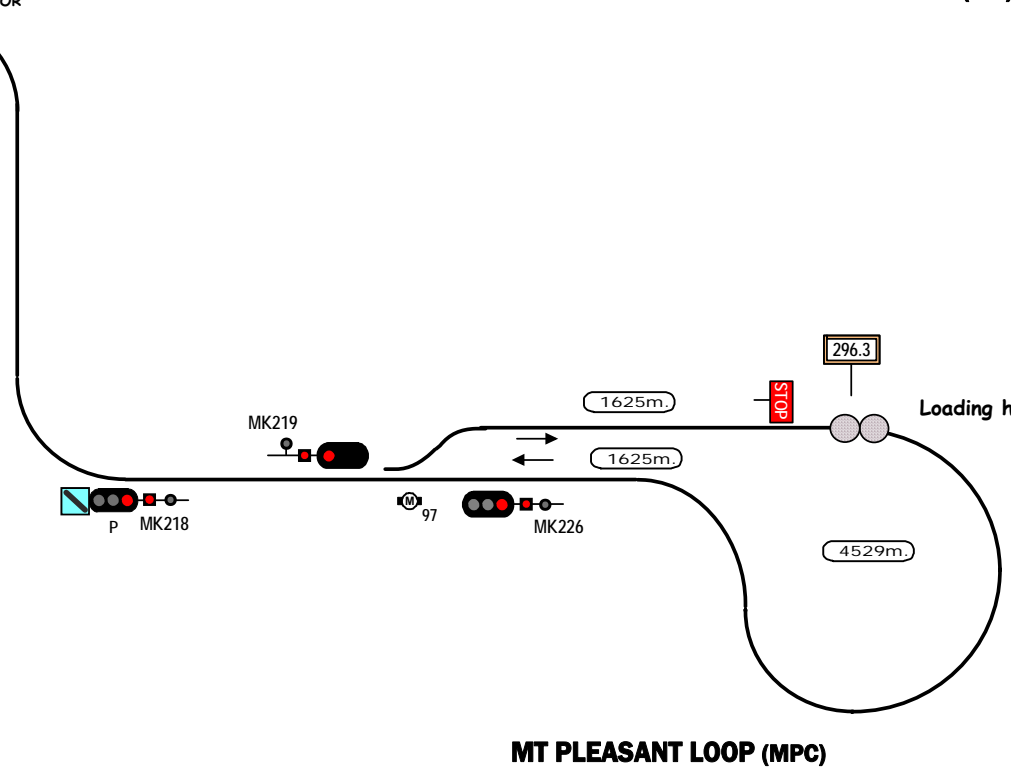 296.3
STOP
1625m.
Loading
MK219
1625m.
M
97
P
MK218
MK226
4529m.
MT PLEASANT LOOP (MPC)